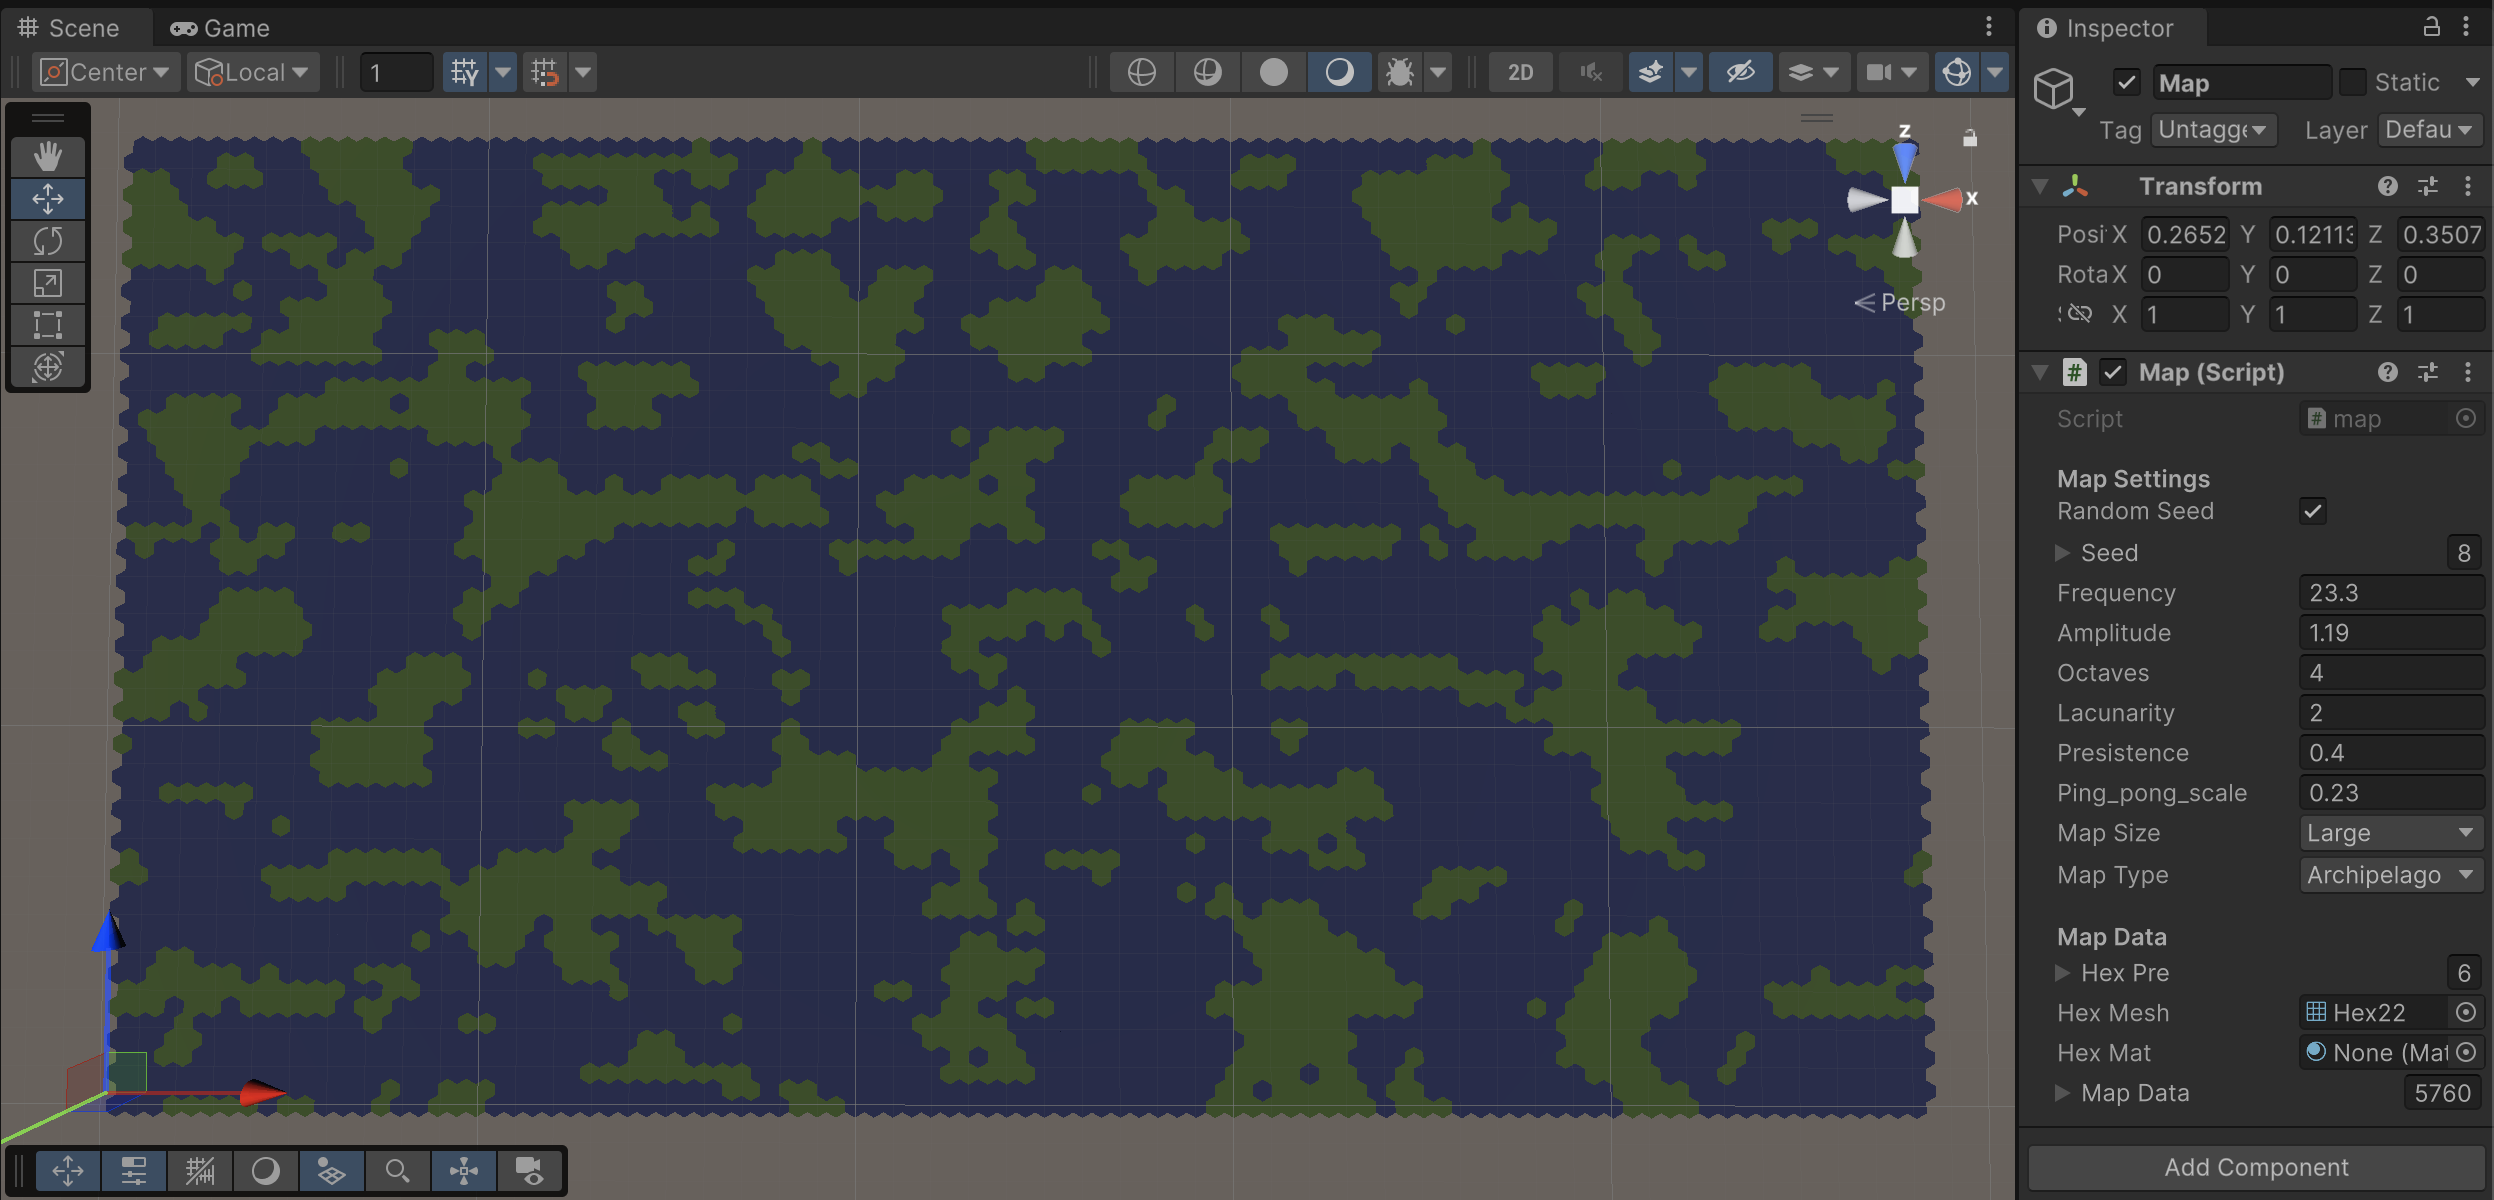 Scene
Game
Center
Local
1
2D
z
x
Persp
Inspector
Map
Static
Tag
Untagge
Layer
Defau
Transform
Posi X 0.2652 Y 0.1211 Z 0.3507
Rota X 0 Y 0 Z 0
X 1 Y 1 Z 1
Map (Script)
Script
map
Map Settings
Random Seed
Seed 8
Frequency 23.3
Amplitude 1.19
Octaves 4
Lacunarity 2
Presistence 0.4
Ping_pong_scale 0.23
Map Size Large
Map Type Archipelago
Map Data
Hex Pre 6
Hex Mesh Hex22
Hex Mat None (Mat
Map Data 5760
Add Component